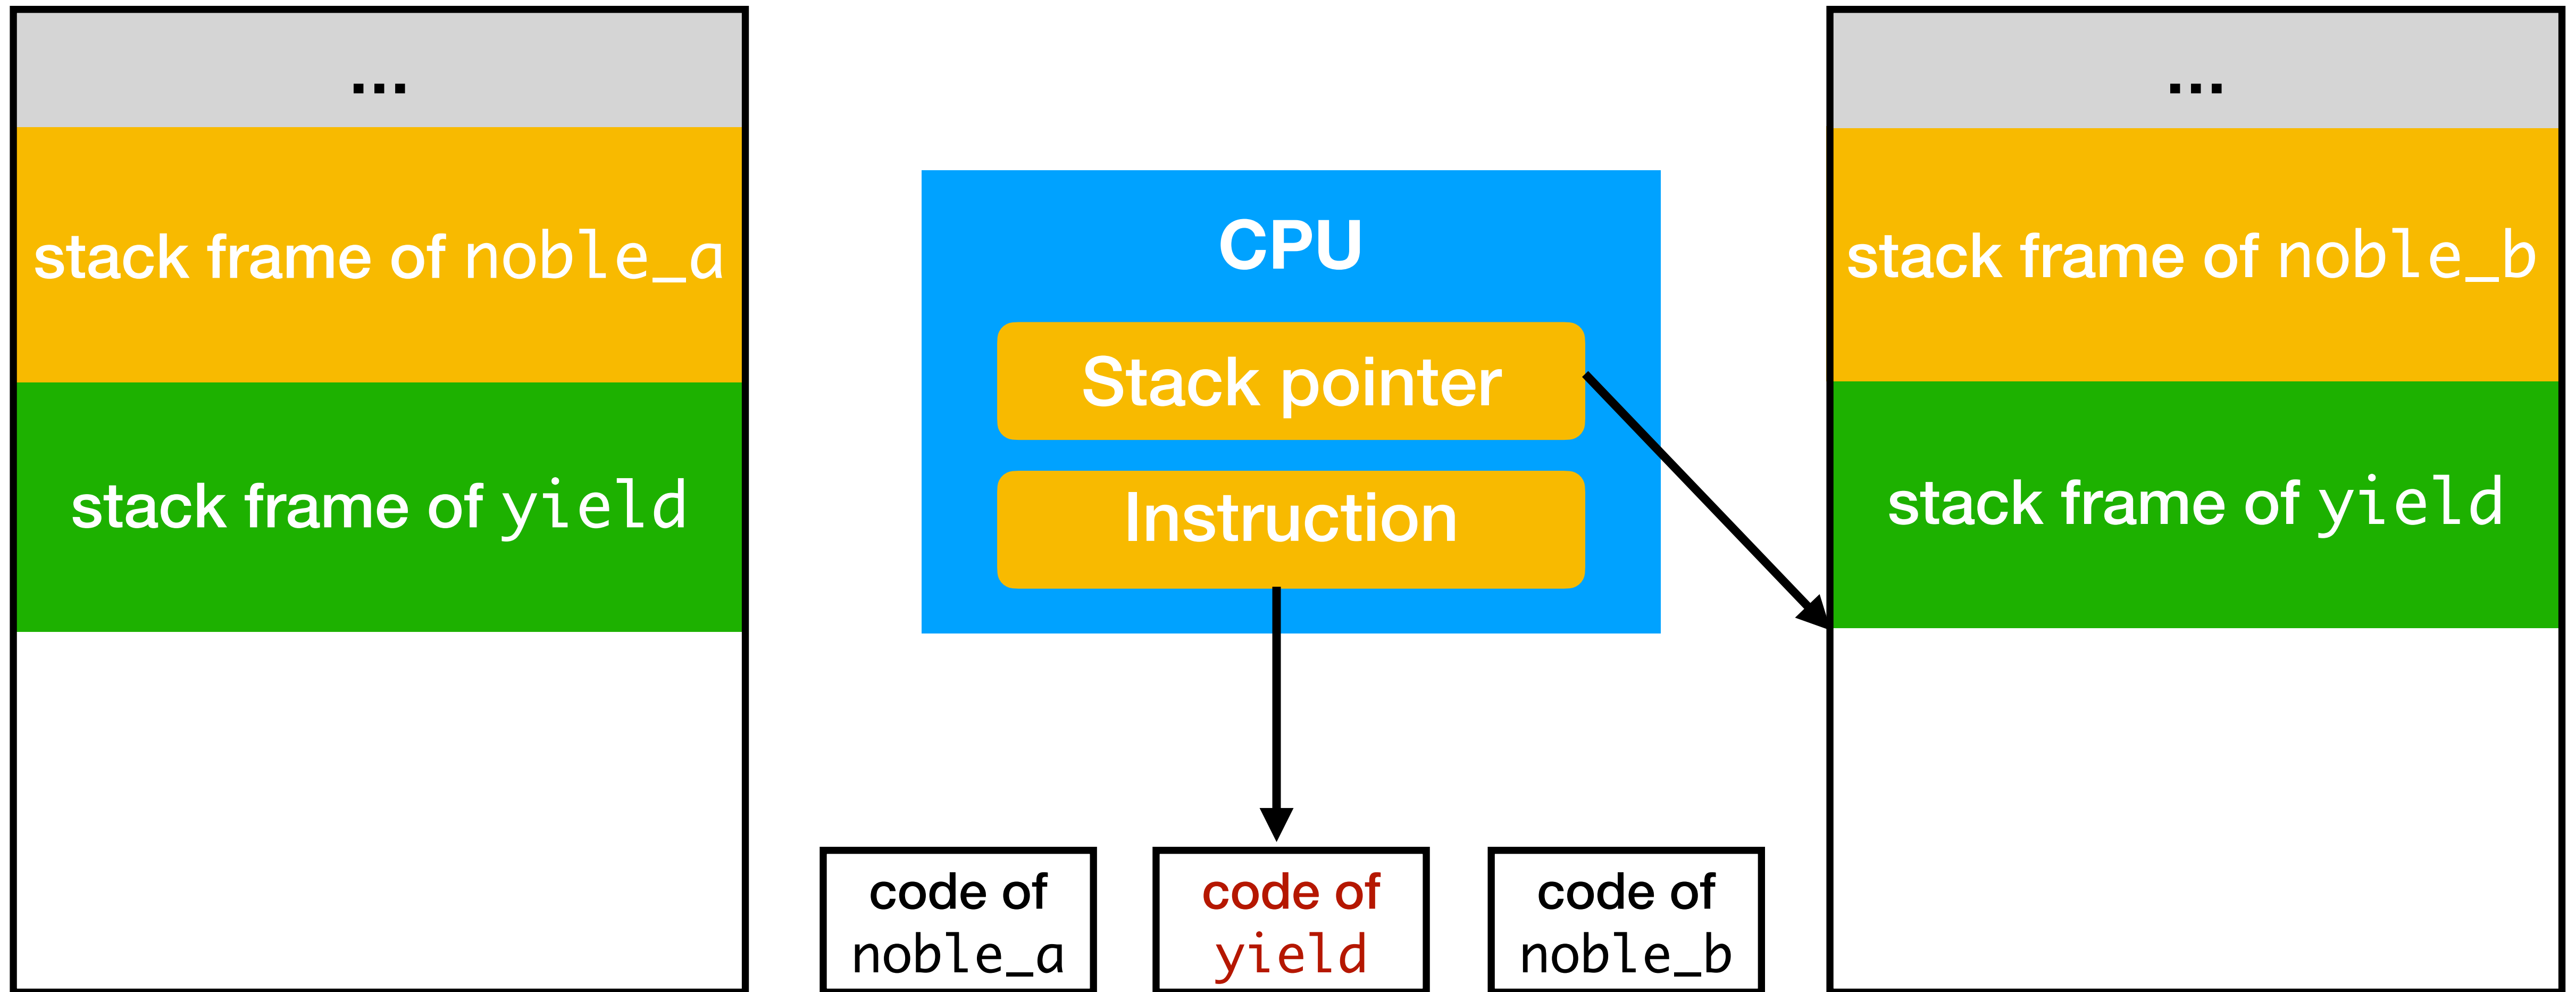 ...
stack frame of noble_a
stack frame of yield
CPU
Stack pointer
Instruction
code of
noble_a
code of
yield
code of
noble_b
...
stack frame of noble_b
stack frame of yield